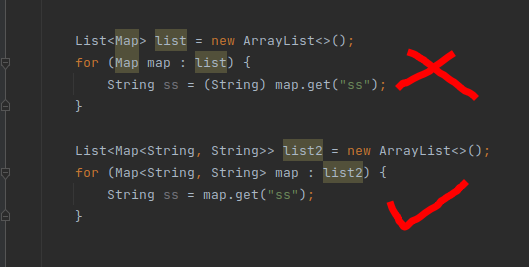 List<Map> list = new ArrayList<>();
for (Map map : list) {
String ss = (String) map.get("ss");
}
List<Map<String, String>> list2 = new ArrayList<>();
for (Map<String, String> map : list2) {
String ss = map.get("ss");
}